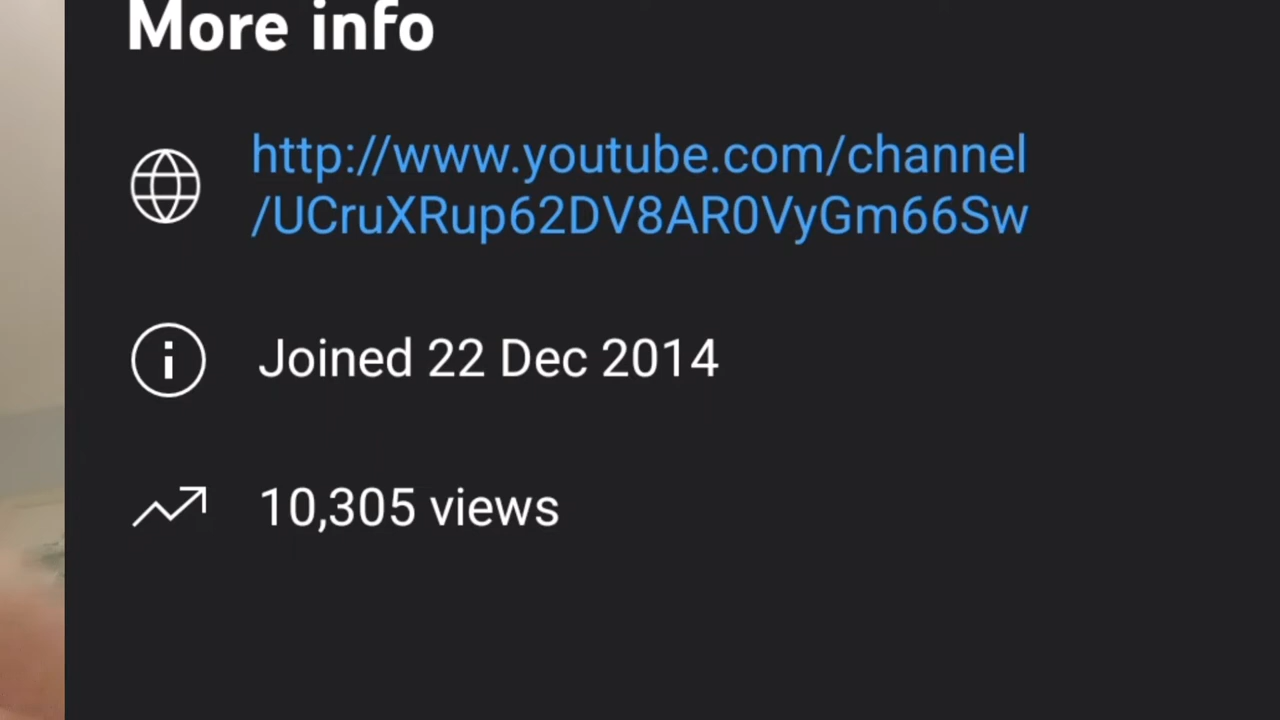 More info
http://www.youtube.com/channel
/UCruXRup62DV8AR0VyGm66Sw
Joined 22 Dec 2014
10,305 views